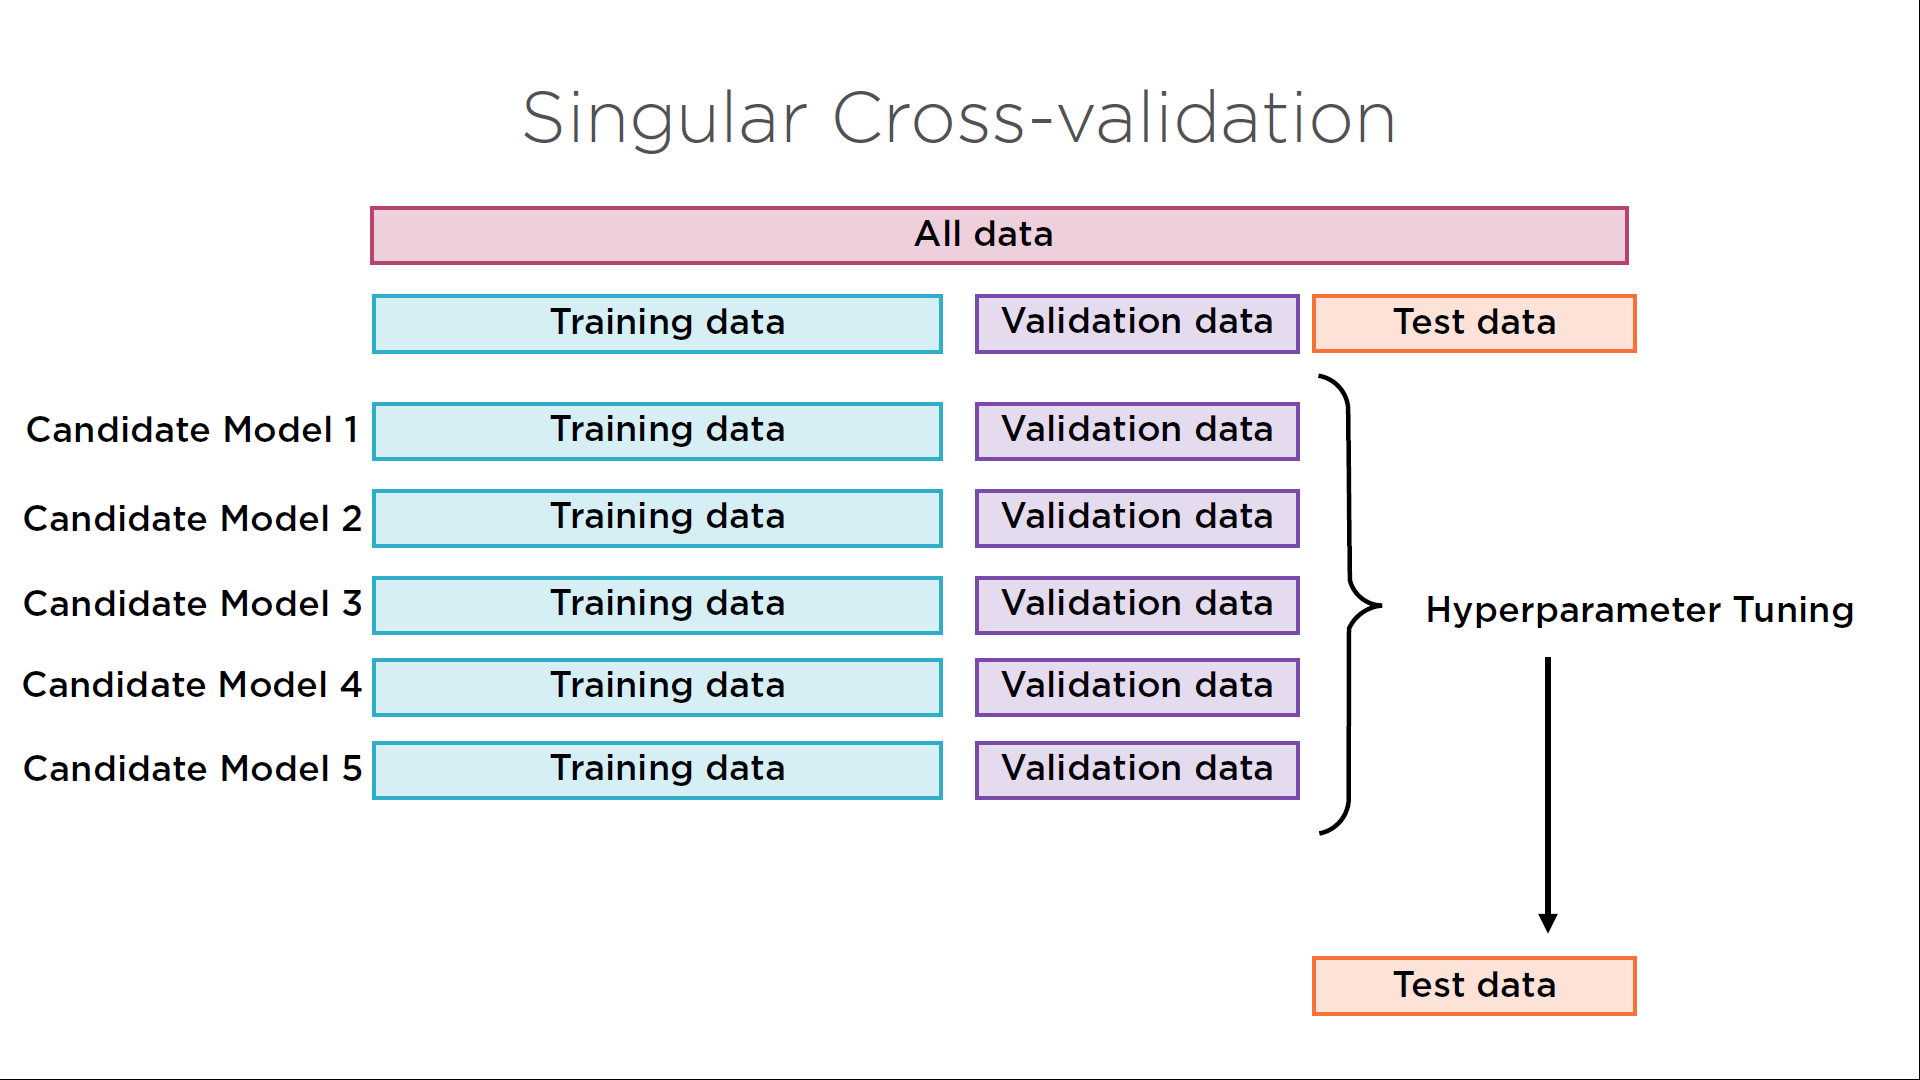 Singular Cross-validation
All data
Training data
Validation data
Test data
Candidate Model 1
Training data
Validation data
Candidate Model 2
Training data
Validation data
Candidate Model 3
Training data
Validation data
Hyperparameter Tuning
Candidate Model 4
Training data
Validation data
Candidate Model 5
Training data
Validation data
Test data